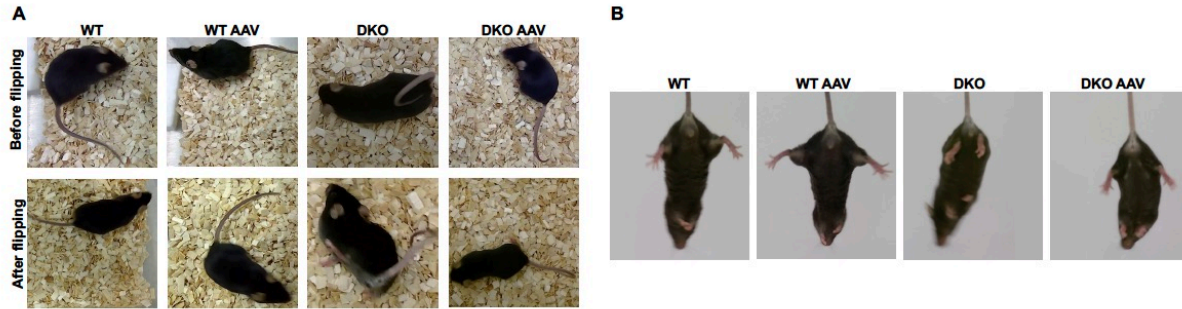 A
WT WT AAV DKO DKO AAV
Before flipping
After flipping
B
WT WT AAV DKO DKO AAV